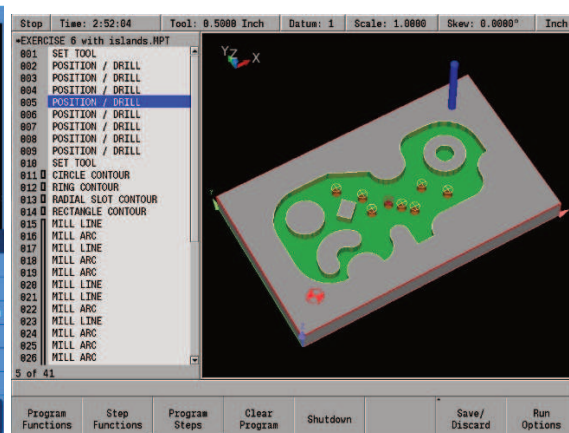 Stop Time: 2:52:04 Tool: 0.5000 Inch Datum: 1 Scale: 1.0000 Skew: 0.0000° Inch
EXERCISE 6 with islands.MPT
001 SET TOOL
002 POSITION / DRILL
003 POSITION / DRILL
004 POSITION / DRILL
005 POSITION / DRILL
006 POSITION / DRILL
007 POSITION / DRILL
008 POSITION / DRILL
009 POSITION / DRILL
010 SET TOOL
011 CIRCLE CONTOUR
012 RING CONTOUR
013 RADIAL SLOT CONTOUR
014 RECTANGLE CONTOUR
015 MILL LINE
016 MILL ARC
017 MILL LINE
018 MILL ARC
019 MILL ARC
020 MILL LINE
021 MILL LINE
022 MILL ARC
023 MILL LINE
024 MILL ARC
025 MILL ARC
026 MILL ARC
5 of 41
Y Z X
Program Functions
Step Functions
Program Steps
Clear Program
Shutdown
Save/ Discard
Run Options